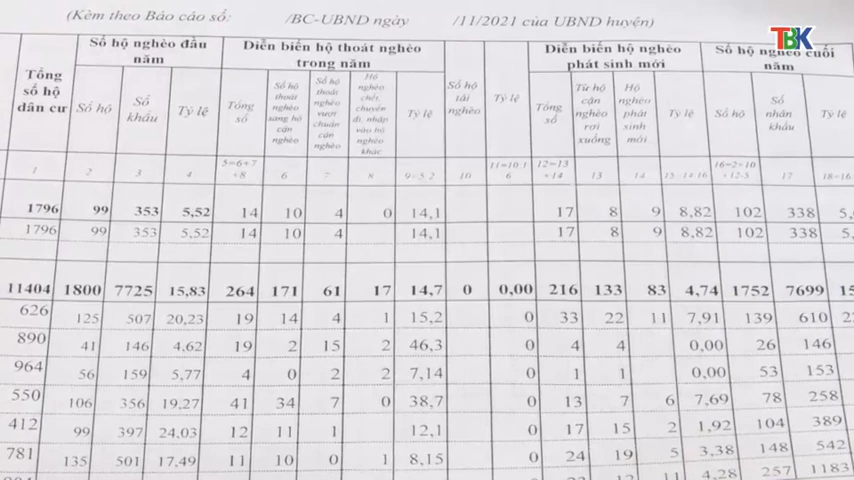 (Kèm theo Báo cáo số: /BC-UBND ngày /11/2021 của UBND huyện)
TBK
Tổng số hộ dân cư
Số hộ nghèo đầu năm
Diễn biến hộ thoát nghèo trong năm
Số hộ tái nghèo
Tỷ lệ
Diễn biến hộ nghèo phát sinh mới
Số hộ nghèo cuối năm
Số hộ Số khẩu Tỷ lệ
Tổng số
Số hộ thoát nghèo sang hộ cận nghèo
Số hộ thoát nghèo vượt chuẩn cận nghèo
Hộ nghèo chết, chuyển đi, nhập vào hộ nghèo khác
Tỷ lệ
Tổng số
Từ hộ cận nghèo rơi xuống
Hộ nghèo phát sinh mới
Tỷ lệ
Số hộ
Số nhân khẩu
Tỷ lệ
1 2 3 4 5=6+7+8 6 7 8 9=5:2 10 11=10:16 12=13+14 13 14 15=14:16 16=2+10+12-5 17 18=16
1796 99 353 5,52 14 10 4 0 14,1 17 8 9 8,82 102 338 5,
1796 99 353 5,52 14 10 4 14,1 17 8 9 8,82 102 338 5,
11404 1800 7725 15,83 264 171 61 17 14,7 0 0,00 216 133 83 4,74 1752 7699 15
626 125 507 20,23 19 14 4 1 15,2 0 33 22 11 7,91 139 610 2
890 41 146 4,62 19 2 15 2 46,3 0 4 4 0,00 26 146
964 56 159 5,77 4 0 2 2 7,14 0 1 1 0,00 53 153
550 106 356 19,27 41 34 7 0 38,7 0 13 7 6 7,69 78 258
412 99 397 24,03 12 11 1 12,1 0 17 15 2 1,92 104 389
781 135 501 17,49 11 10 0 1 8,15 0 24 19 5 3,38 148 542
11 4,28 257 1183